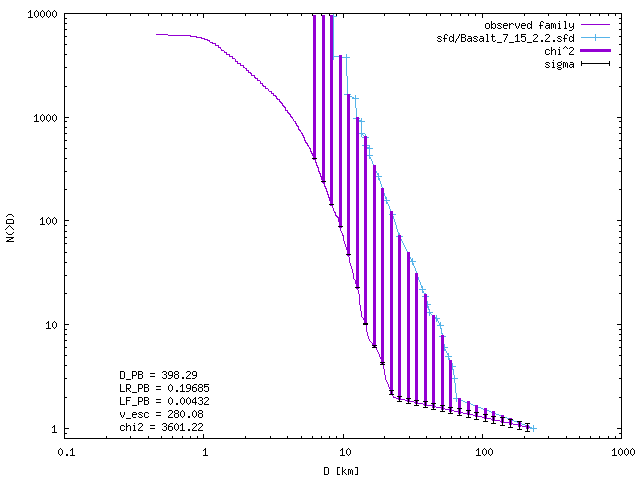 10000
1000
100
10
1
0.1
1
10
100
1000
N(>D)
D [km]
observed family
sfd/Basalt_7_15_2.2.sfd
chi^2
sigma
D_PB = 398.29
LR_PB = 0.19685
LF_PB = 0.00432
v_esc = 280.08
chi2 = 3601.22